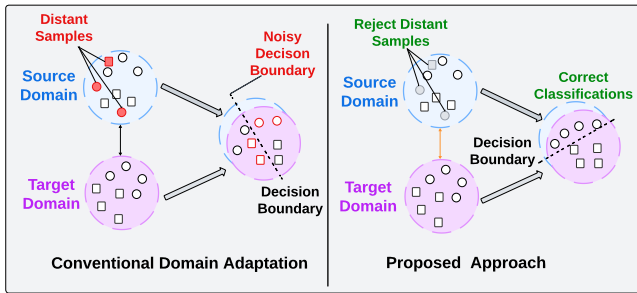 Distant
Samples
Noisy
Decison
Boundary
Source
Domain
Target
Domain
Decision
Boundary
Conventional Domain Adaptation
Reject Distant
Samples
Source
Domain
Correct
Classifications
Decision
Boundary
Target
Domain
Proposed Approach